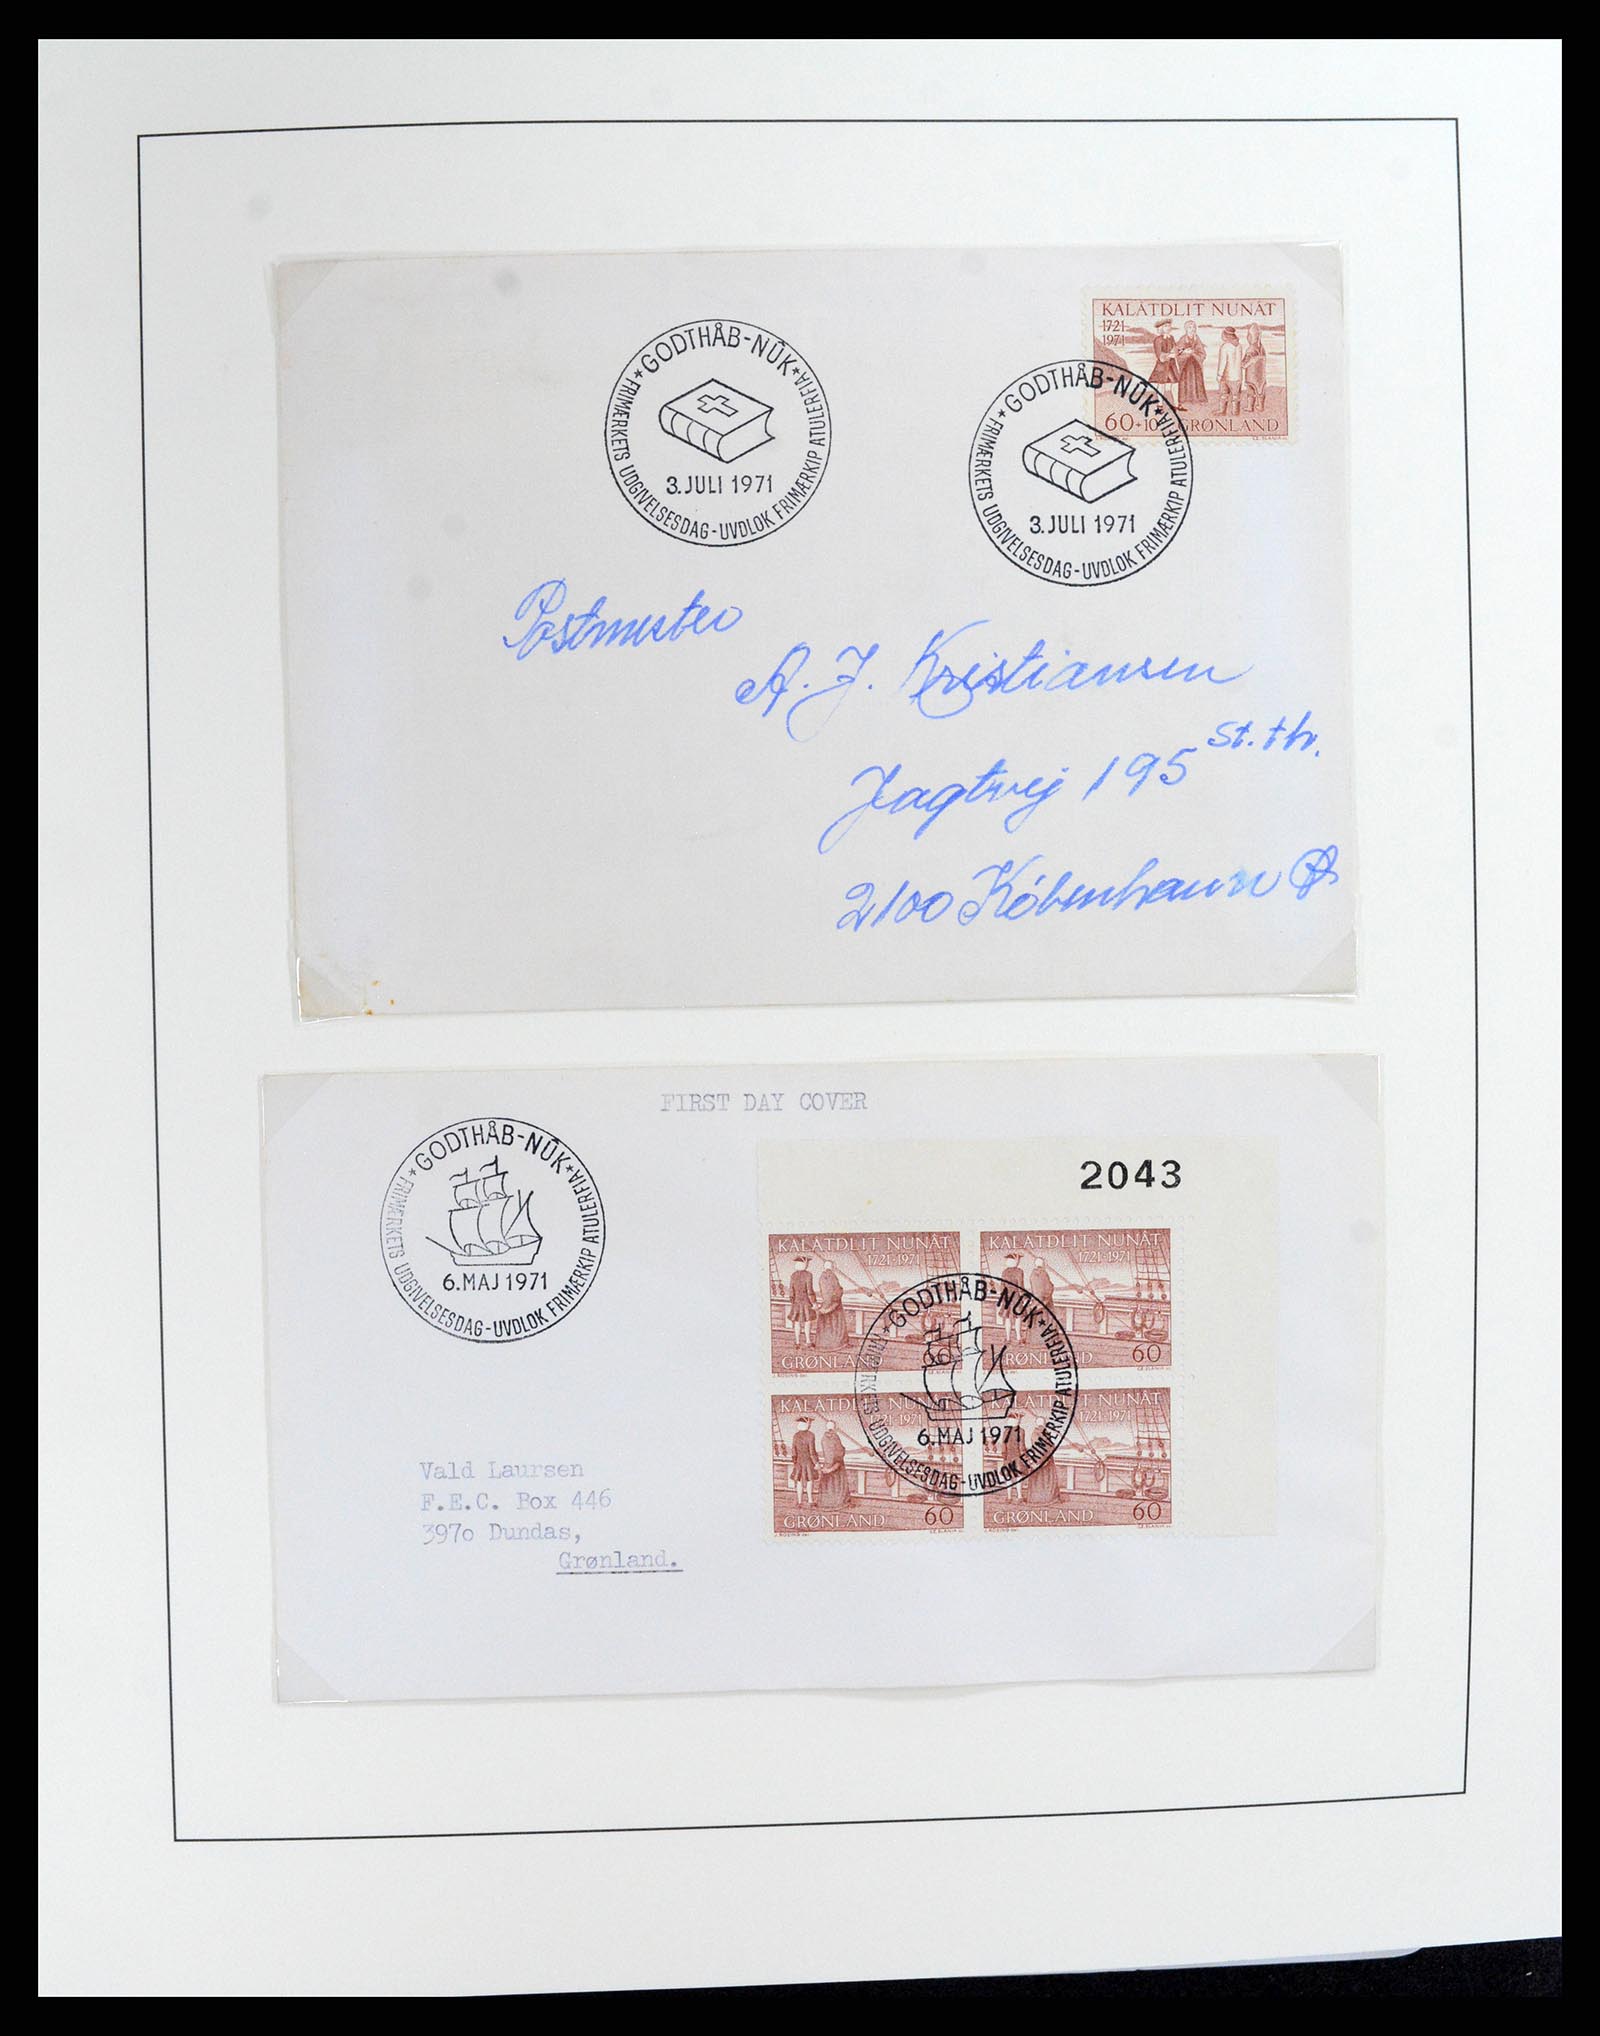 KALÂTDLIT NUNÂT
1721
1971
60+10 GRØNLAND
★ GODTHÅB-NÛK ★
FRIMÆRKETS UDGIVELSESDAG-UVDLOK FRIMÆRKIP ATULERFIA
3. JULI 1971
★ GODTHÅB-NÛK ★
FRIMÆRKETS UDGIVELSESDAG-UVDLOK FRIMÆRKIP ATULERFIA
3. JULI 1971
Postmester
A. J. Kristiansen
Jagtvej 195 St. th.
2100 København Ø
FIRST DAY COVER
★ GODTHÅB-NÛK ★
FRIMÆRKETS UDGIVELSESDAG-UVDLOK FRIMÆRKIP ATULERFIA
6. MAJ 1971
2043
KALÂTDLIT NUNÂT
1721-1971
GRØNLAND 60
KALÂTDLIT NUNÂT
1721-1971
GRØNLAND 60
★ GODTHÅB-NÛK ★
FRIMÆRKETS UDGIVELSESDAG-UVDLOK FRIMÆRKIP ATULERFIA
6. MAJ 1971
KALÂTDLIT NUNÂT
1721-1971
GRØNLAND 60
KALÂTDLIT NUNÂT
1721-1971
GRØNLAND 60
Vald Laursen
F.E.C. Box 446
397o Dundas,
Grønland.